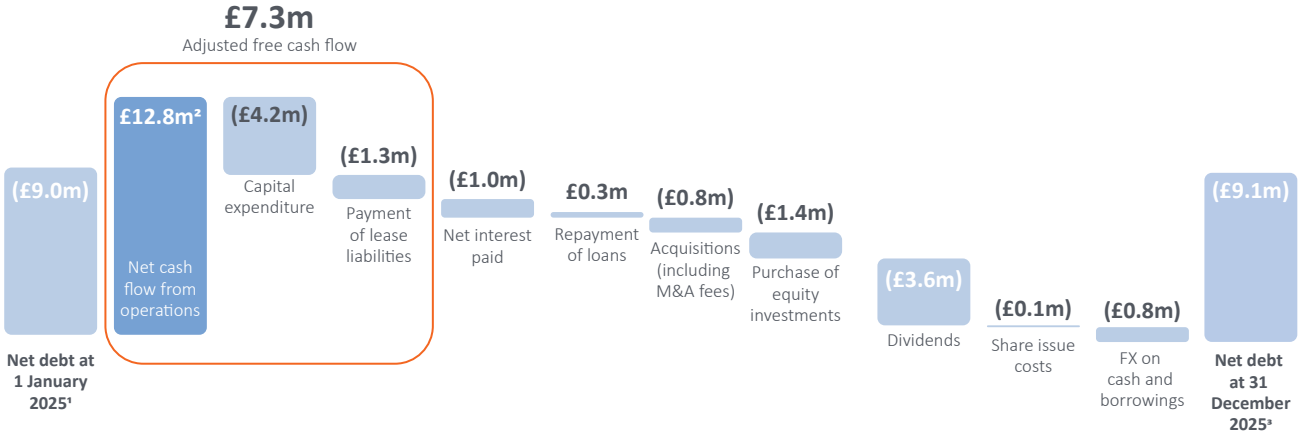 £7.3m
Adjusted free cash flow
(£9.0m)
Net debt at
1 January
2025¹
£12.8m²
Net cash
flow from
operations
(£4.2m)
Capital
expenditure
(£1.3m)
Payment
of lease
liabilities
(£1.0m)
Net interest
paid
£0.3m
Repayment
of loans
(£0.8m)
Acquisitions
(including
M&A fees)
(£1.4m)
Purchase of
equity
investments
(£3.6m)
Dividends
(£0.1m)
Share issue
costs
(£0.8m)
FX on
cash and
borrowings
(£9.1m)
Net debt
at 31
December
2025³